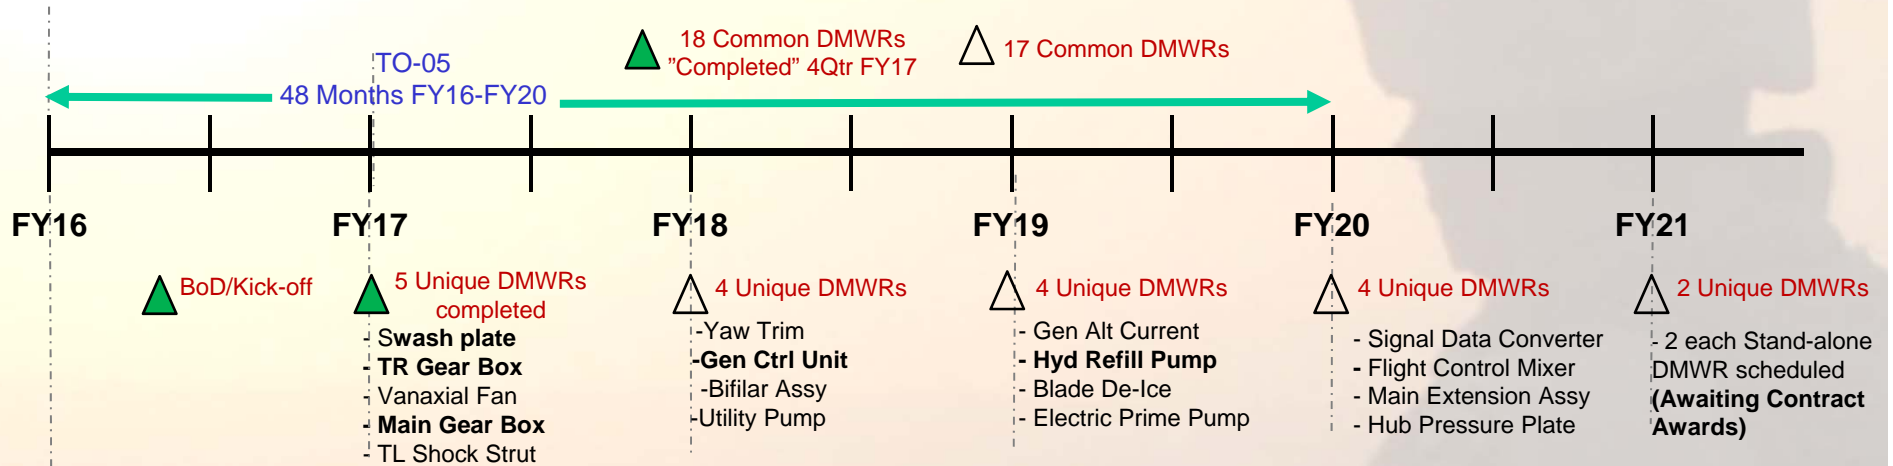 18 Common DMWRs
”Completed” 4Qtr FY17
17 Common DMWRs
TO-05
48 Months FY16-FY20
FY16
FY17
FY18
FY19
FY20
FY21
BoD/Kick-off
5 Unique DMWRs
completed
- Swash plate
- TR Gear Box
- Vanaxial Fan
- Main Gear Box
- TL Shock Strut
4 Unique DMWRs
-Yaw Trim
-Gen Ctrl Unit
-Bifilar Assy
-Utility Pump
4 Unique DMWRs
- Gen Alt Current
- Hyd Refill Pump
- Blade De-Ice
- Electric Prime Pump
4 Unique DMWRs
- Signal Data Converter
- Flight Control Mixer
- Main Extension Assy
- Hub Pressure Plate
2 Unique DMWRs
- 2 each Stand-alone
DMWR scheduled
(Awaiting Contract
Awards)